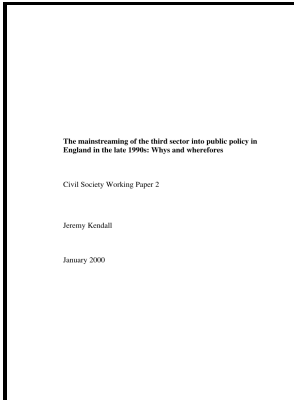 The mainstreaming of the third sector into public policy in
England in the late 1990s: Whys and wherefores
Civil Society Working Paper 2
Jeremy Kendall
January 2000